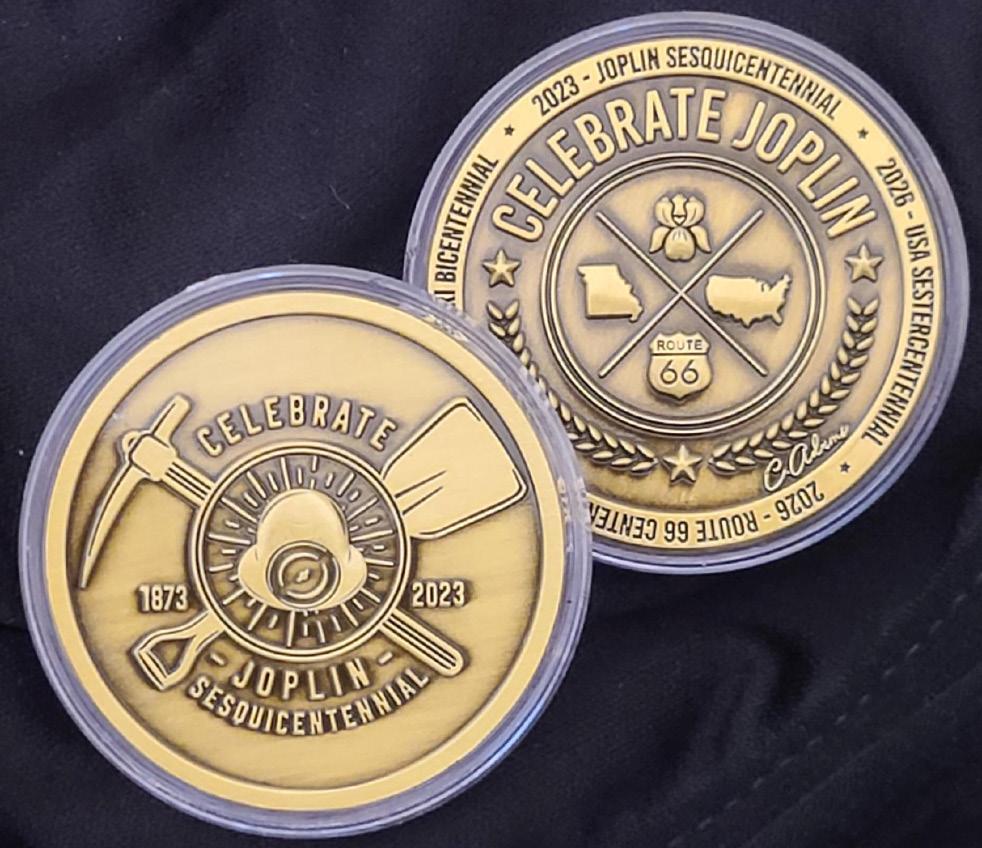 2023 - JOPLIN SESQUICENTENNIAL
CELEBRATE JOPLIN
BICENTENNIAL
2026 - USA SESTERCENTENNIAL
ROUTE
66
2026 - ROUTE 66
CELEBRATE
1873
2023
- JOPLIN -
SESQUICENTENNIAL